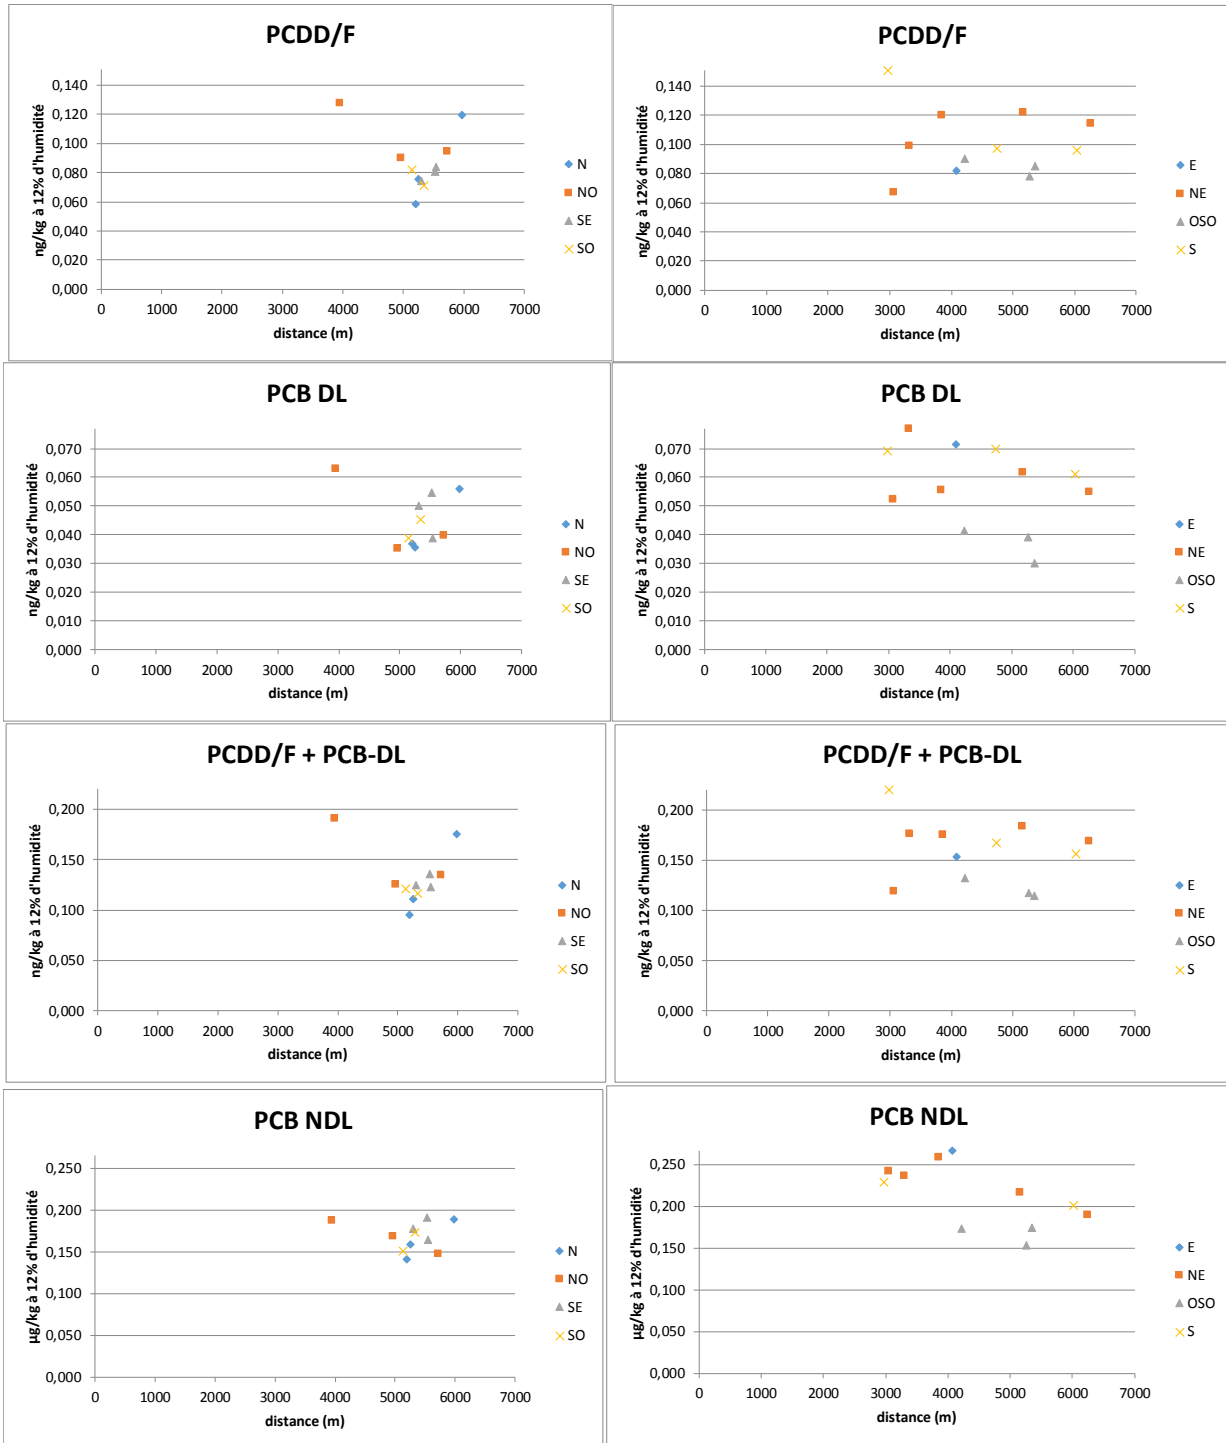 PCDD/F
ng/kg à 12% d'humidité
0,140
0,120
0,100
0,080
0,060
0,040
0,020
0,000
0 1000 2000 3000 4000 5000 6000 7000
distance (m)
N
NO
SE
SO
PCDD/F
ng/kg à 12% d'humidité
0,140
0,120
0,100
0,080
0,060
0,040
0,020
0,000
0 1000 2000 3000 4000 5000 6000 7000
distance (m)
E
NE
OSO
S
PCB DL
ng/kg à 12% d'humidité
0,070
0,060
0,050
0,040
0,030
0,020
0,010
0,000
0 1000 2000 3000 4000 5000 6000 7000
distance (m)
N
NO
SE
SO
PCB DL
ng/kg à 12% d'humidité
0,070
0,060
0,050
0,040
0,030
0,020
0,010
0,000
0 1000 2000 3000 4000 5000 6000 7000
distance (m)
E
NE
OSO
S
PCDD/F + PCB-DL
ng/kg à 12% d'humidité
0,200
0,150
0,100
0,050
0,000
0 1000 2000 3000 4000 5000 6000 7000
distance (m)
N
NO
SE
SO
PCDD/F + PCB-DL
ng/kg à 12% d'humidité
0,200
0,150
0,100
0,050
0,000
0 1000 2000 3000 4000 5000 6000 7000
distance (m)
E
NE
OSO
S
PCB NDL
µg/kg à 12% d'humidité
0,250
0,200
0,150
0,100
0,050
0,000
0 1000 2000 3000 4000 5000 6000 7000
distance (m)
N
NO
SE
SO
PCB NDL
µg/kg à 12% d'humidité
0,250
0,200
0,150
0,100
0,050
0,000
0 1000 2000 3000 4000 5000 6000 7000
distance (m)
E
NE
OSO
S